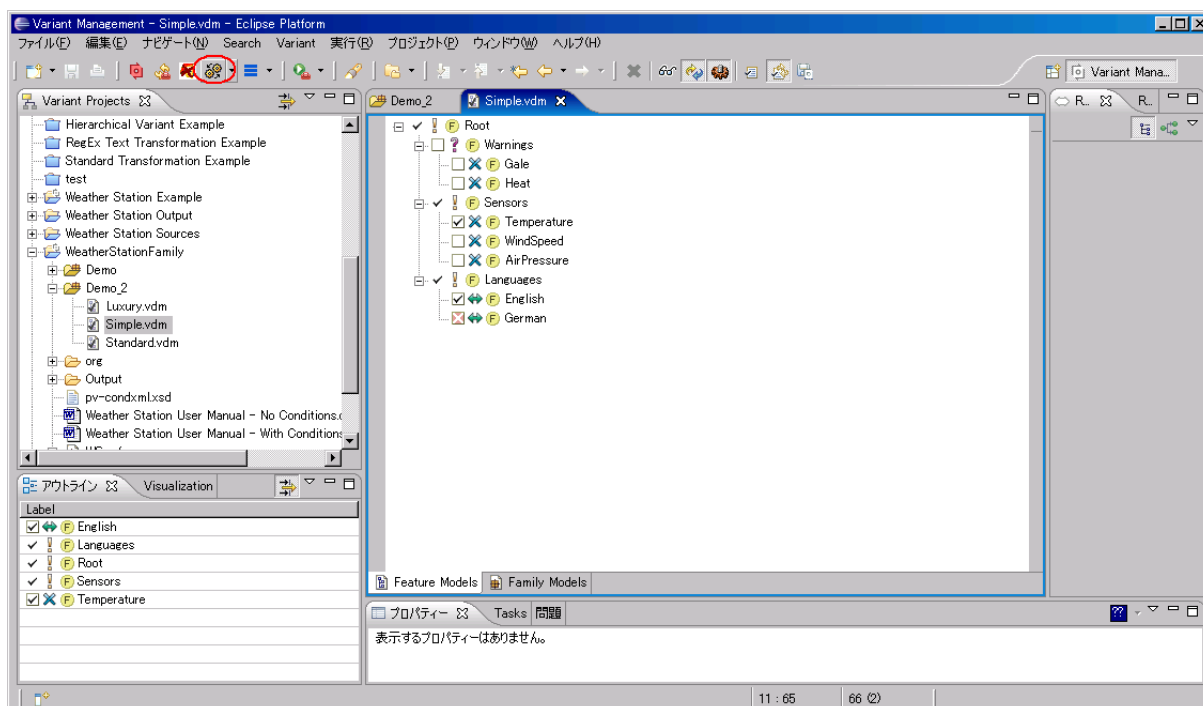 Variant Management - Simple.vdm - Eclipse Platform
ファイル(F) 編集(E) ナビゲート(N) Search Variant 実行(R) プロジェクト(P) ウィンドウ(W) ヘルプ(H)
Variant Mana...
Variant Projects
Hierarchical Variant Example
RegEx Text Transformation Example
Standard Transformation Example
test
Weather Station Example
Weather Station Output
Weather Station Sources
WeatherStationFamily
Demo
Demo_2
Luxury.vdm
Simple.vdm
Standard.vdm
org
Output
pv-condxml.xsd
Weather Station User Manual - No Conditions.
Weather Station User Manual - With Conditions
Demo_2 Simple.vdm
Root
Warnings
Gale
Heat
Sensors
Temperature
WindSpeed
AirPressure
Languages
English
German
Feature Models Family Models
R... R...
アウトライン Visualization
Label
English
Languages
Root
Sensors
Temperature
プロパティー Tasks 問題
表示するプロパティーはありません。
11 : 65 66 (2)